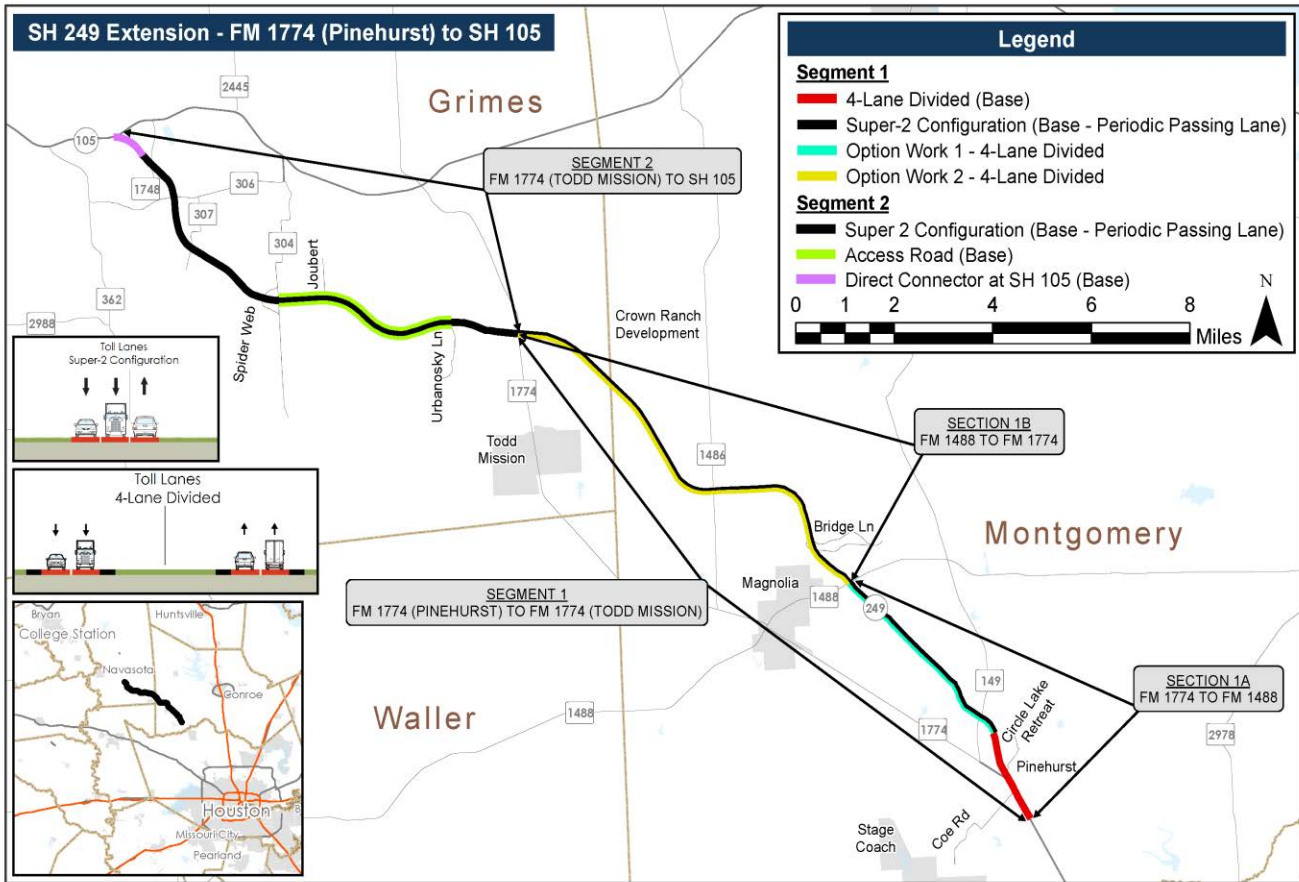 SH 249 Extension - FM 1774 (Pinehurst) to SH 105
Legend
Segment 1
4-Lane Divided (Base)
Super-2 Configuration (Base - Periodic Passing Lane)
Option Work 1 - 4-Lane Divided
Option Work 2 - 4-Lane Divided
Segment 2
Super 2 Configuration (Base - Periodic Passing Lane)
Access Road (Base)
Direct Connector at SH 105 (Base)
N
0 1 2 4 6 8
Miles
2445
Grimes
105
SEGMENT 2
FM 1774 (TODD MISSION) TO SH 105
1748
306
307
304
Joubert
362
2988
Spider Web
Urbanosky Ln
Crown Ranch
Development
1774
Todd
Mission
1486
SECTION 1B
FM 1488 TO FM 1774
Bridge Ln
Montgomery
Magnolia
1488
249
SEGMENT 1
FM 1774 (PINEHURST) TO FM 1774 (TODD MISSION)
149
Circle Lake
Retreat
SECTION 1A
FM 1774 TO FM 1488
Waller
1488
1774
2978
Pinehurst
Stage
Coach
Coe Rd
Toll Lanes
Super-2 Configuration
Toll Lanes
4-Lane Divided
Bryan
College Station
Huntsville
Navasota
Conroe
Houston
B
Missouri City
Pearland